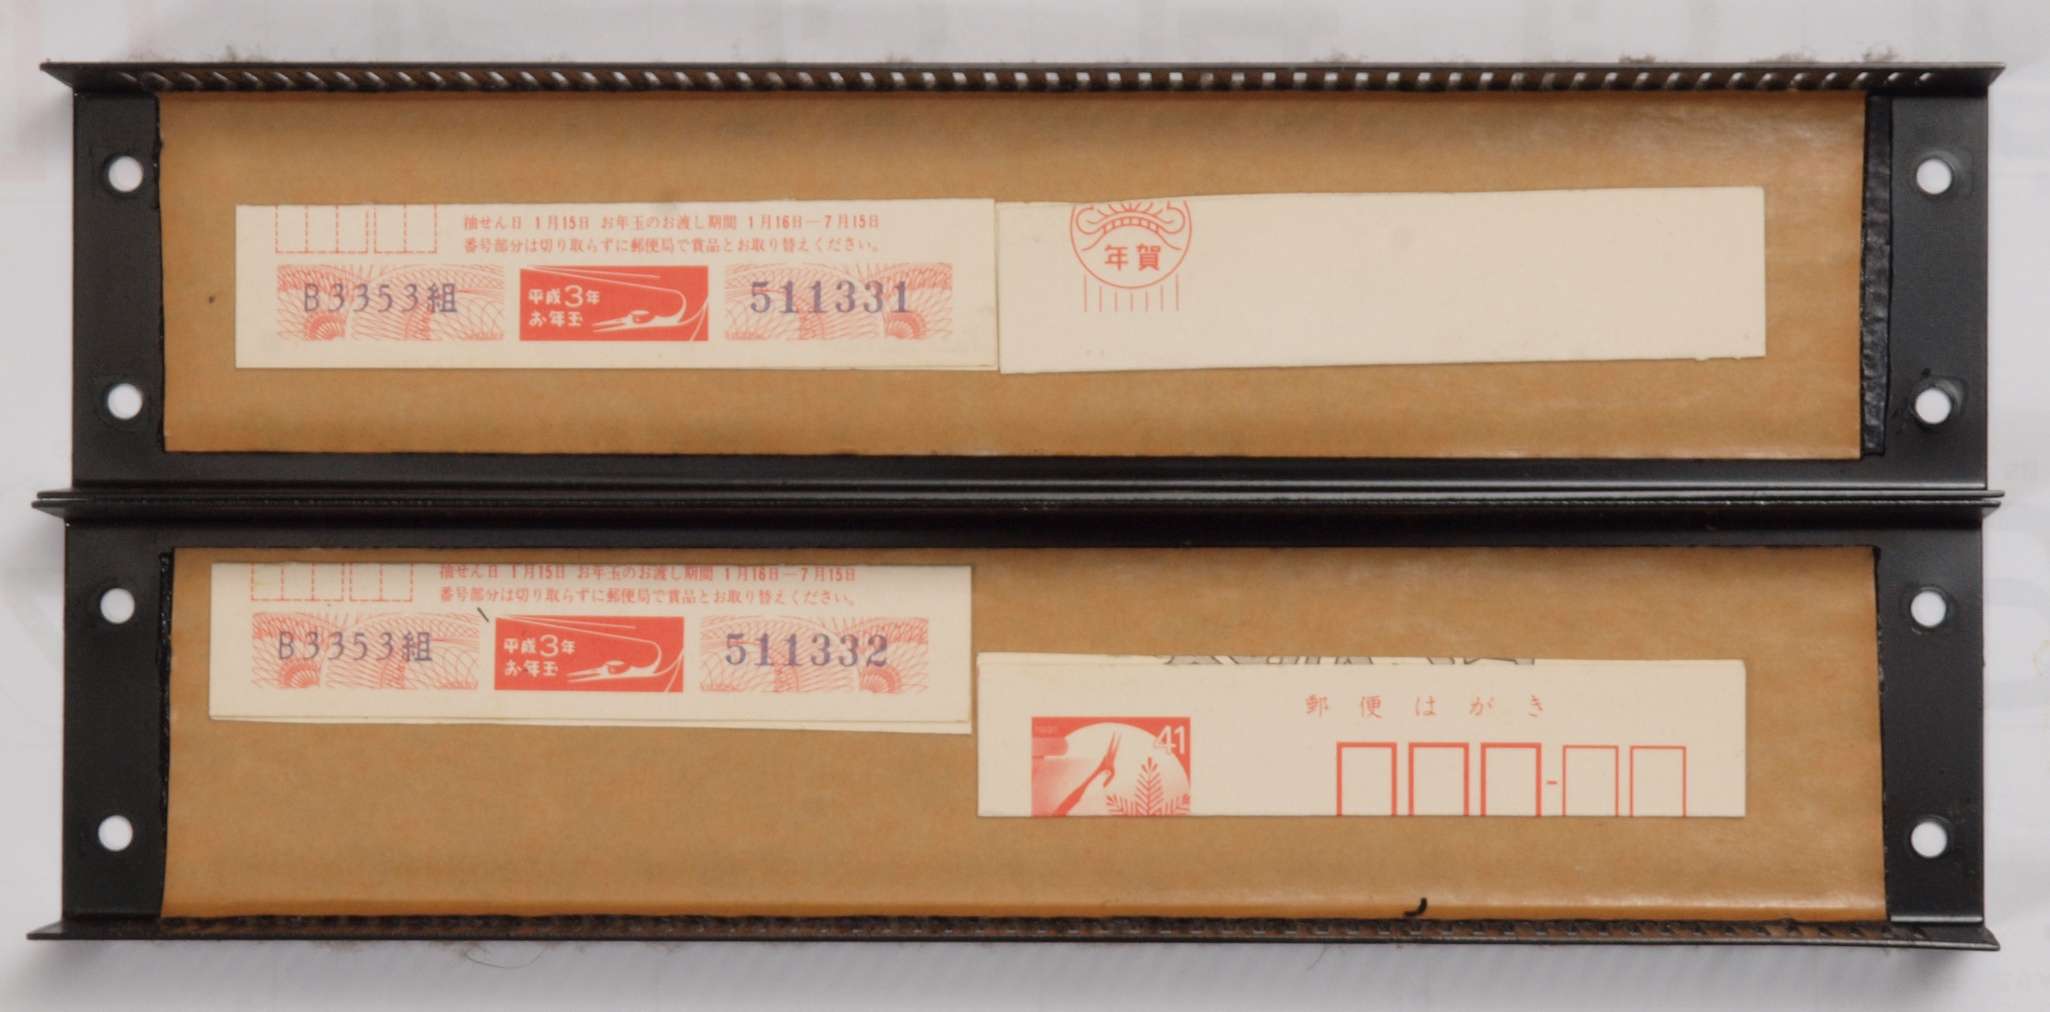 抽せん日 1月15日 お年玉のお渡し期間 1月16日—7月15日
番号部分は切り取らずに郵便局で賞品とお取り替えください。
B3353組
平成3年
お年玉
511331
年賀
抽せん日 1月15日 お年玉のお渡し期間 1月16日—7月15日
番号部分は切り取らずに郵便局で賞品とお取り替えください。
B3353組
平成3年
お年玉
511332
郵便はがき
41